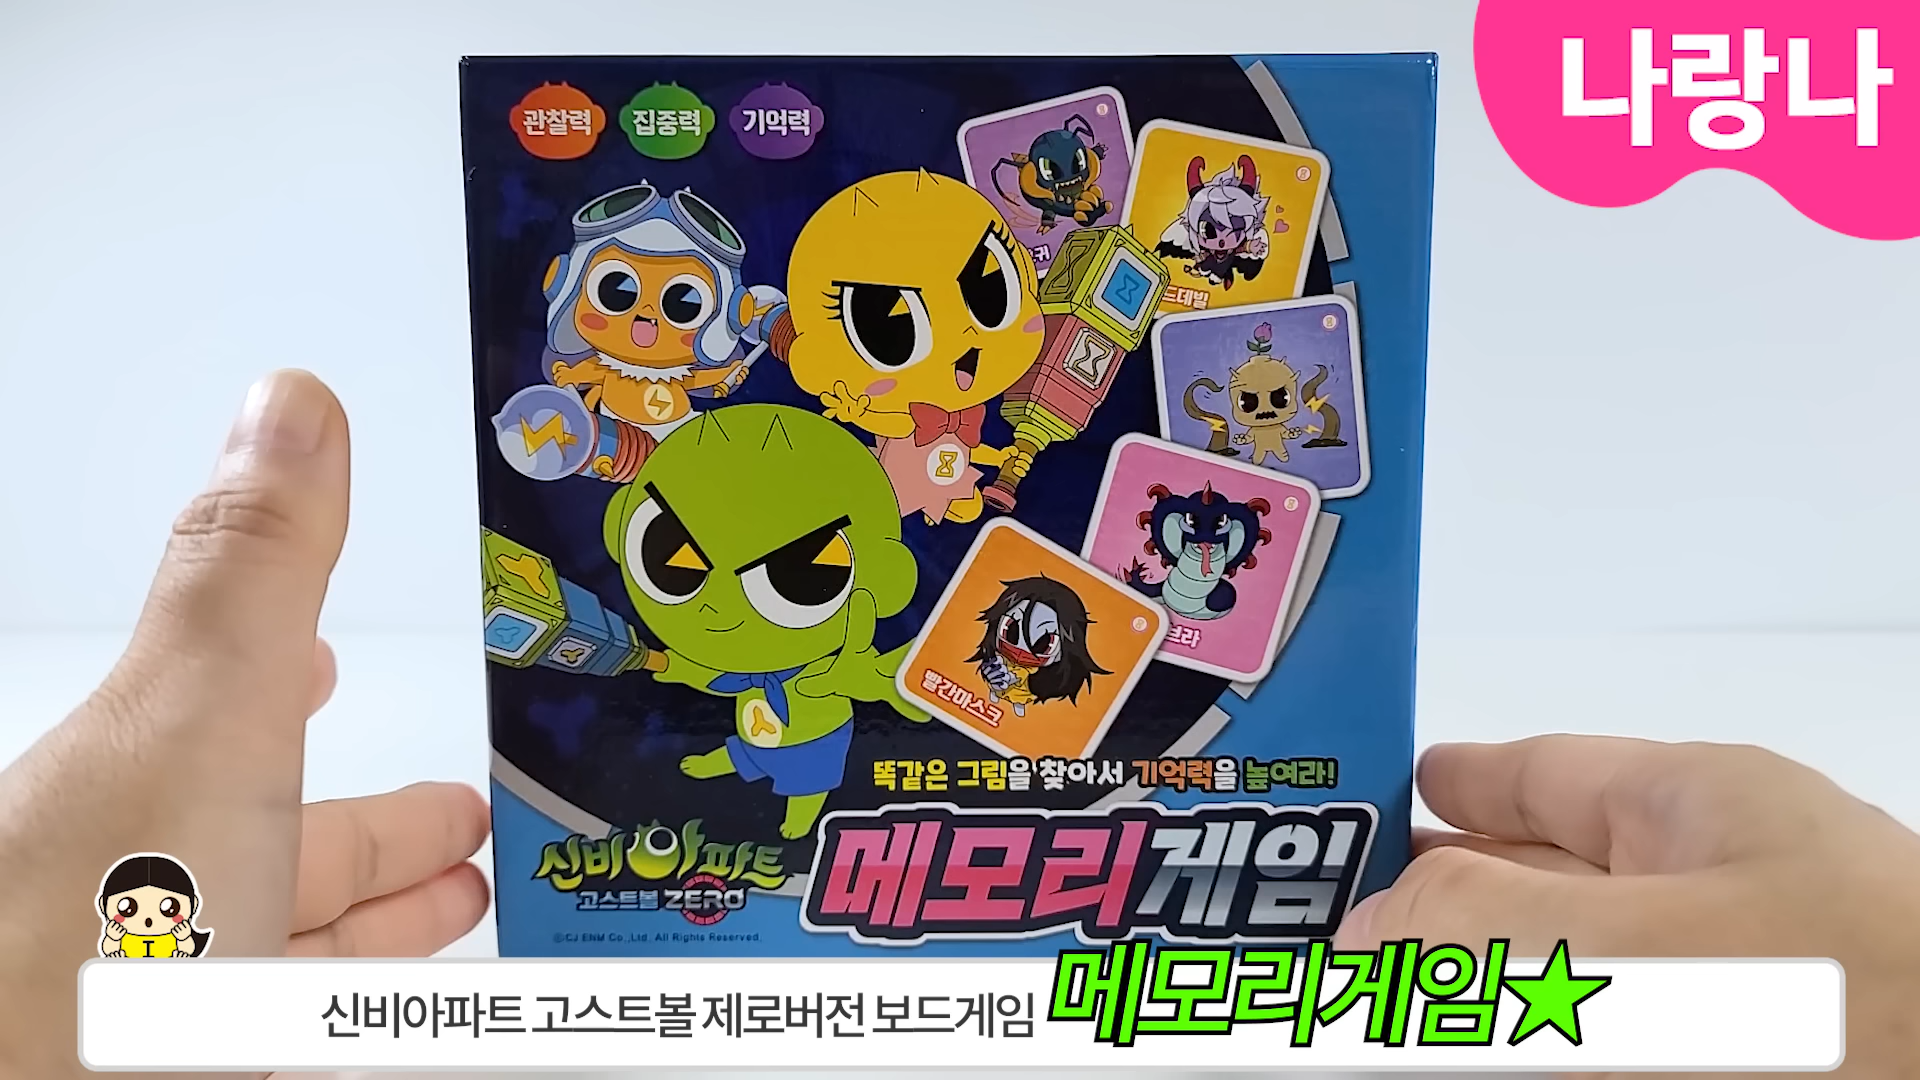 나랑나
관찰력
집중력
기억력
귀
드데빌
브라
빨간마스크
똑같은 그림을 찾아서 기억력을 높여라!
신비아파트
고스트볼 ZERO
메모리게임
©CJ ENM Co.,Ltd. All Rights Reserved.
I
신비아파트 고스트볼 제로버전 보드게임 메모리게임★